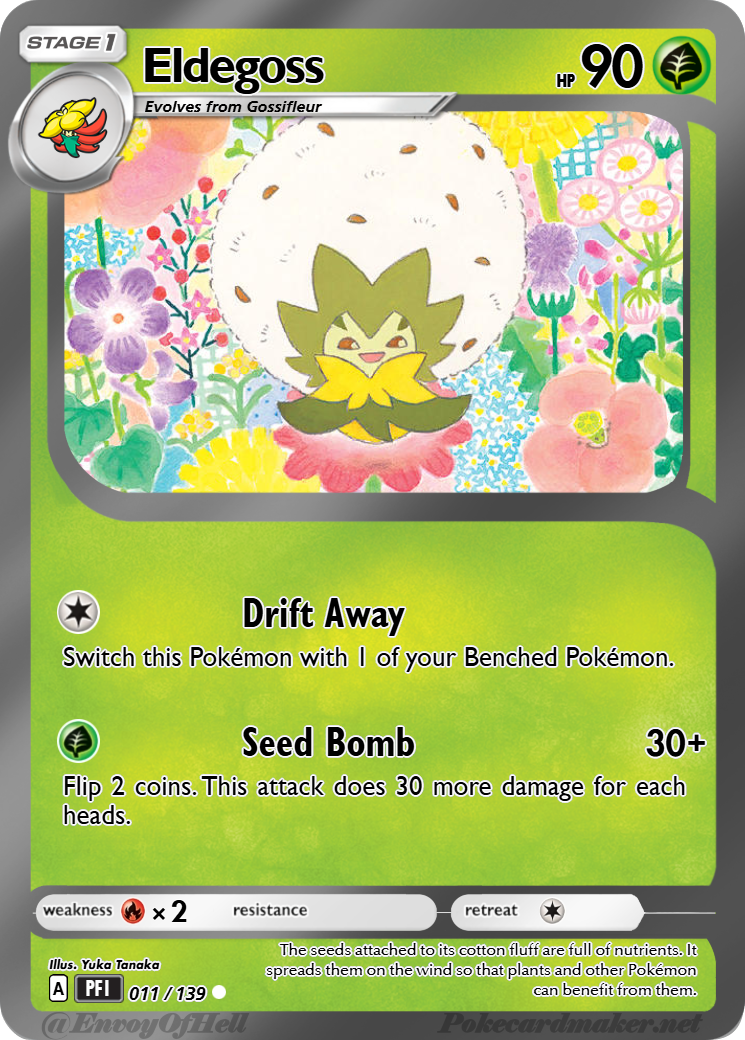 STAGE 1
Eldegoss
HP 90
Evolves from Gossifleur
Drift Away
Switch this Pokémon with 1 of your Benched Pokémon.
Seed Bomb 30+
Flip 2 coins. This attack does 30 more damage for each
heads.
weakness × 2 resistance retreat
Illus. Yuka Tanaka
The seeds attached to its cotton fluff are full of nutrients. It
spreads them on the wind so that plants and other Pokémon
can benefit from them.
A PFI 011 / 139
@EnvoyOfHell Pokecardmaker.net